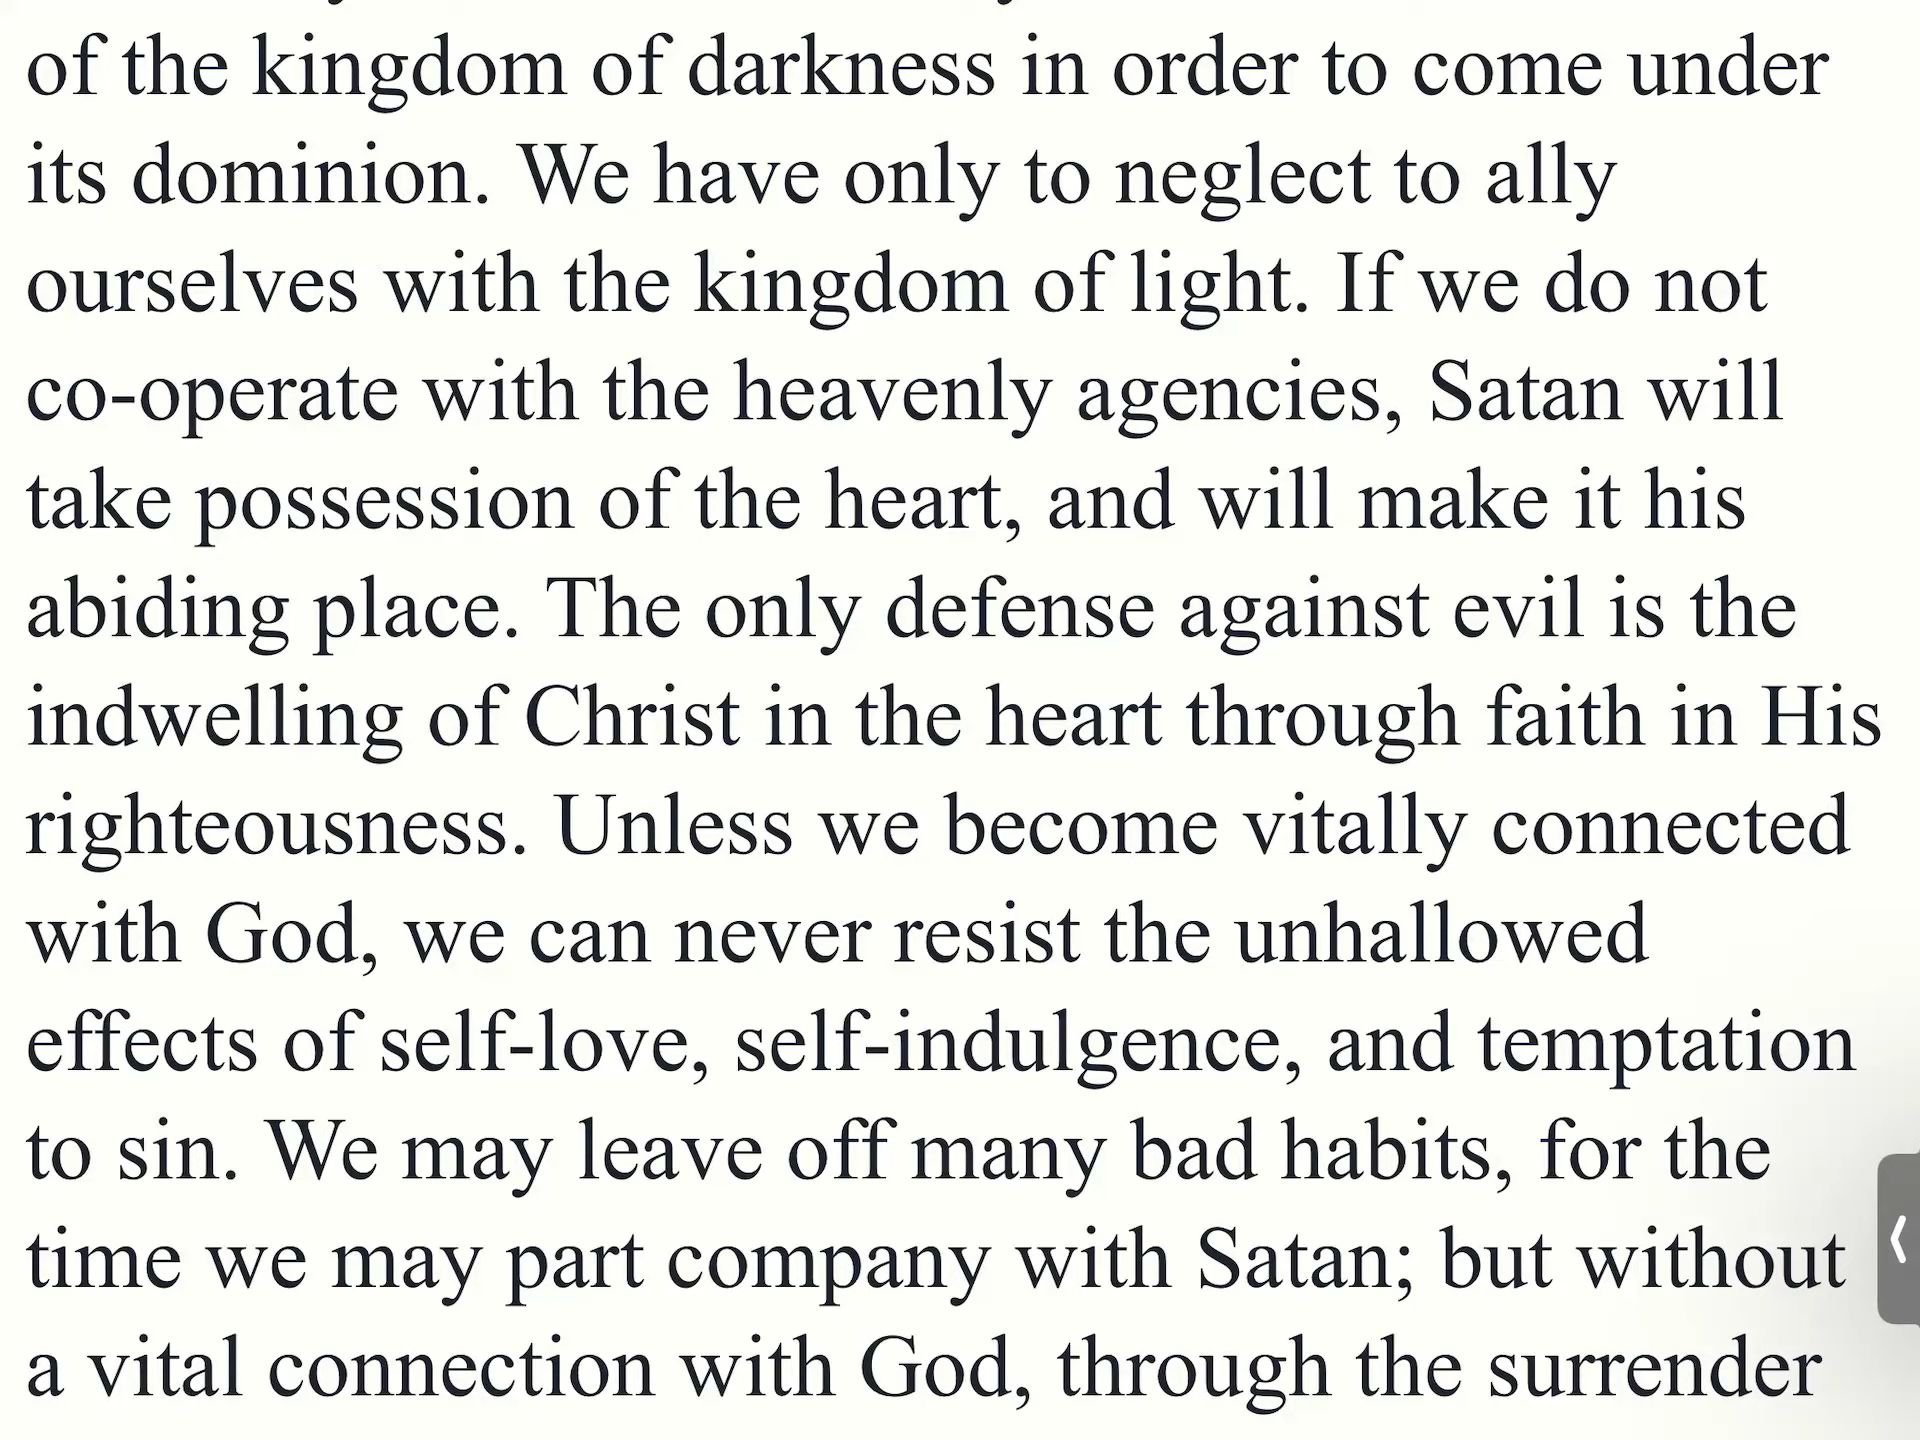 of the kingdom of darkness in order to come under
its dominion. We have only to neglect to ally
ourselves with the kingdom of light. If we do not
co-operate with the heavenly agencies, Satan will
take possession of the heart, and will make it his
abiding place. The only defense against evil is the
indwelling of Christ in the heart through faith in His
righteousness. Unless we become vitally connected
with God, we can never resist the unhallowed
effects of self-love, self-indulgence, and temptation
to sin. We may leave off many bad habits, for the
time we may part company with Satan; but without
a vital connection with God, through the surrender